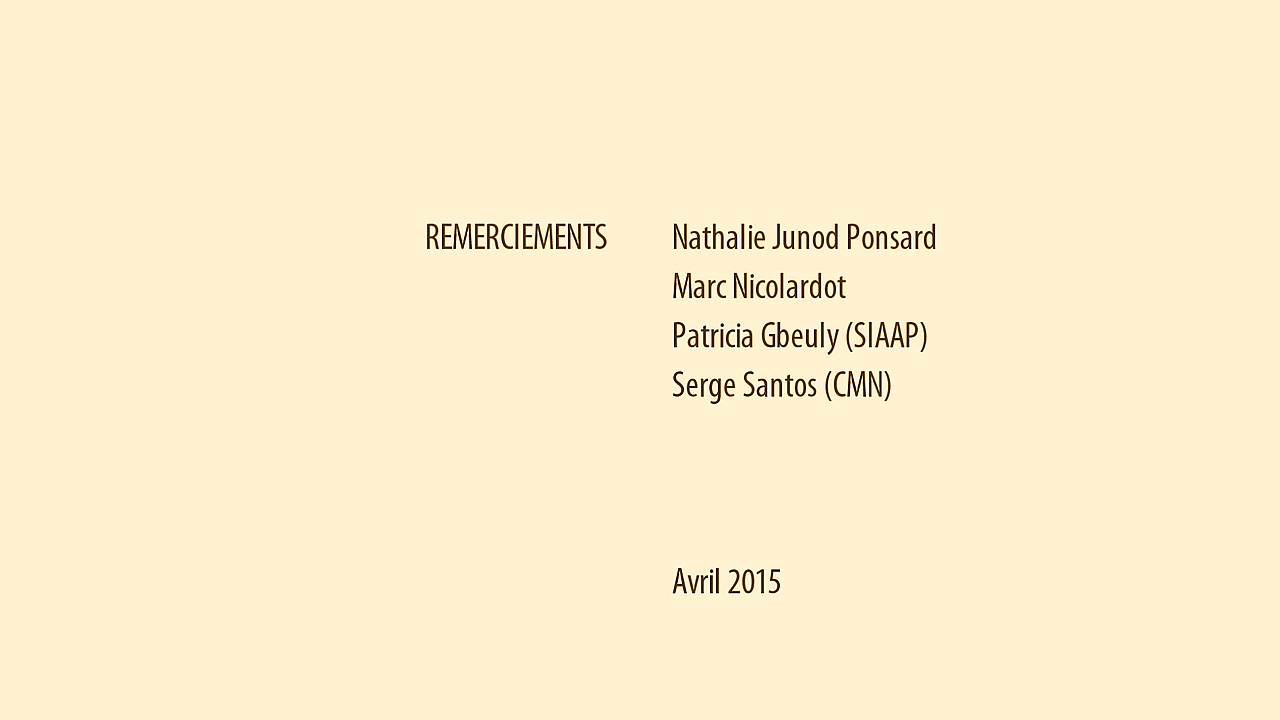 REMERCIEMENTS Nathalie Junod Ponsard
Marc Nicolardot
Patricia Gbeuly (SIAAP)
Serge Santos (CMN)
Avril 2015